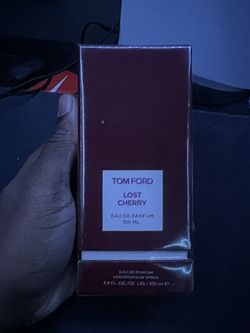 TOM FORD
LOST
CHERRY
EAU DE PARFUM
100 ML
EAU DE PARFUM
VAPORISATEUR SPRAY
3.4 FL.OZ./OZ. LIQ./100 ml e